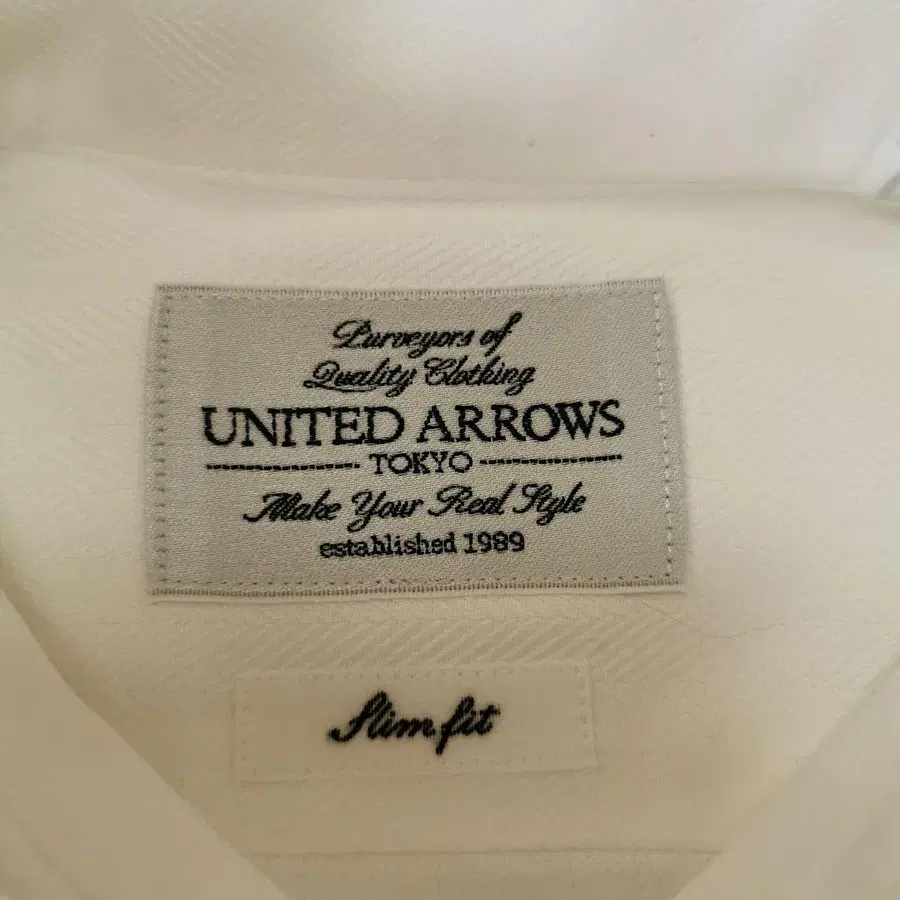 Purveyors of
Quality Clothing
UNITED ARROWS
TOKYO
Make Your Real Style
established 1989
Slim fit